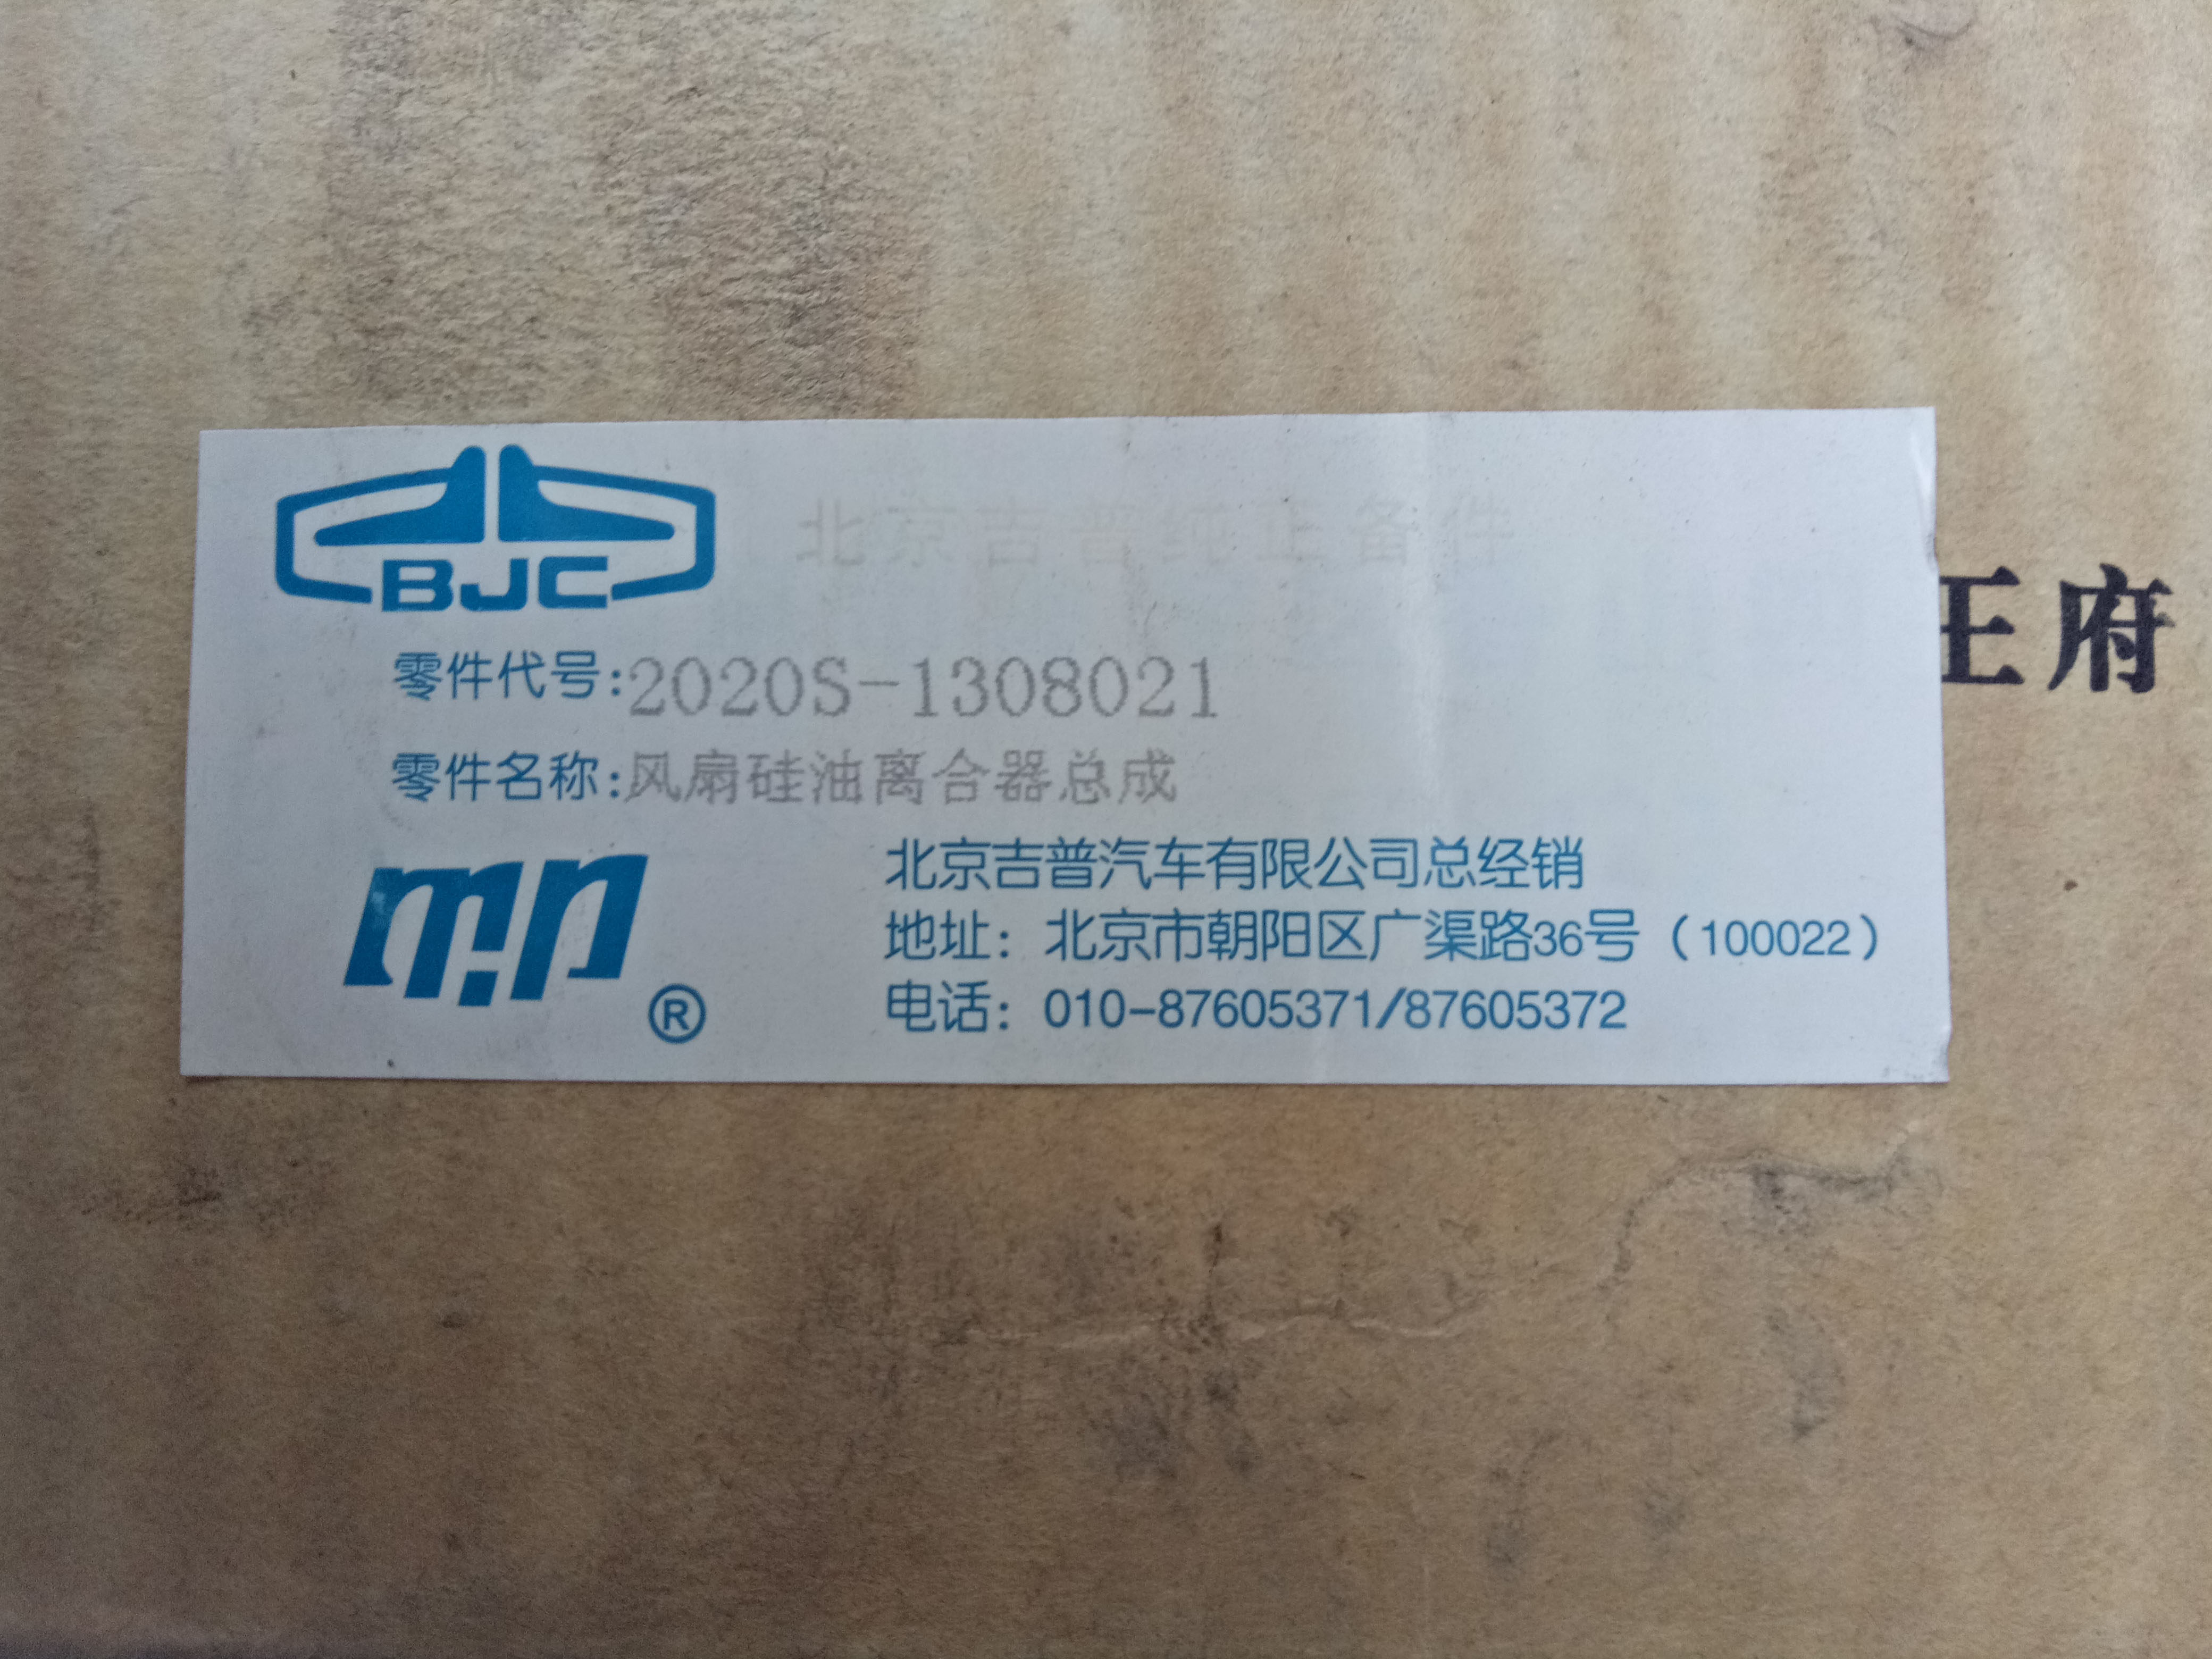 BJC
北京吉普纯正备件
零件代号:2020S-1308021
王府
零件名称:风扇硅油离合器总成
®
北京吉普汽车有限公司总经销
地址：北京市朝阳区广渠路36号（100022）
电话：010-87605371/87605372